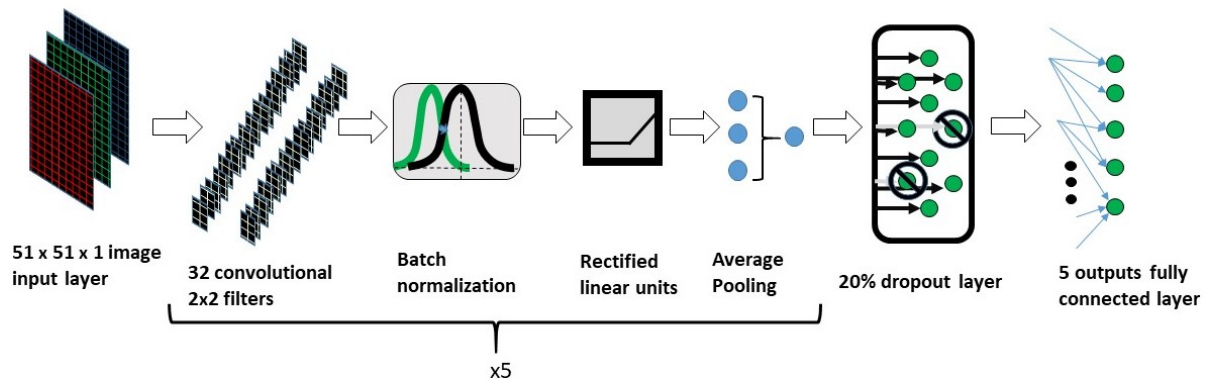 51 x 51 x 1 image
input layer
32 convolutional
2x2 filters
Batch
normalization
Rectified
linear units
Average
Pooling
20% dropout layer
5 outputs fully
connected layer
x5